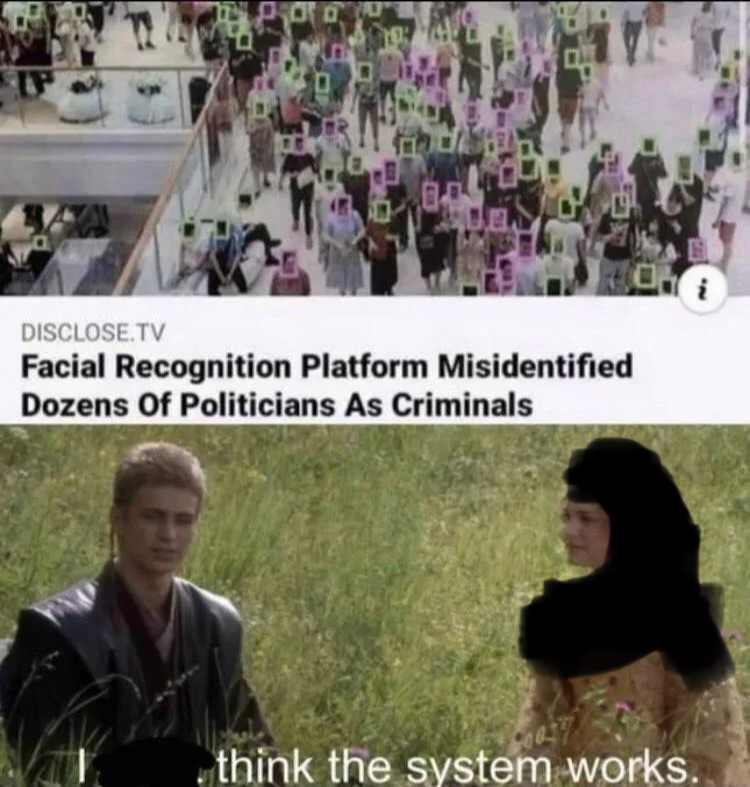 i
DISCLOSE.TV
Facial Recognition Platform Misidentified
Dozens Of Politicians As Criminals
I think the system works.